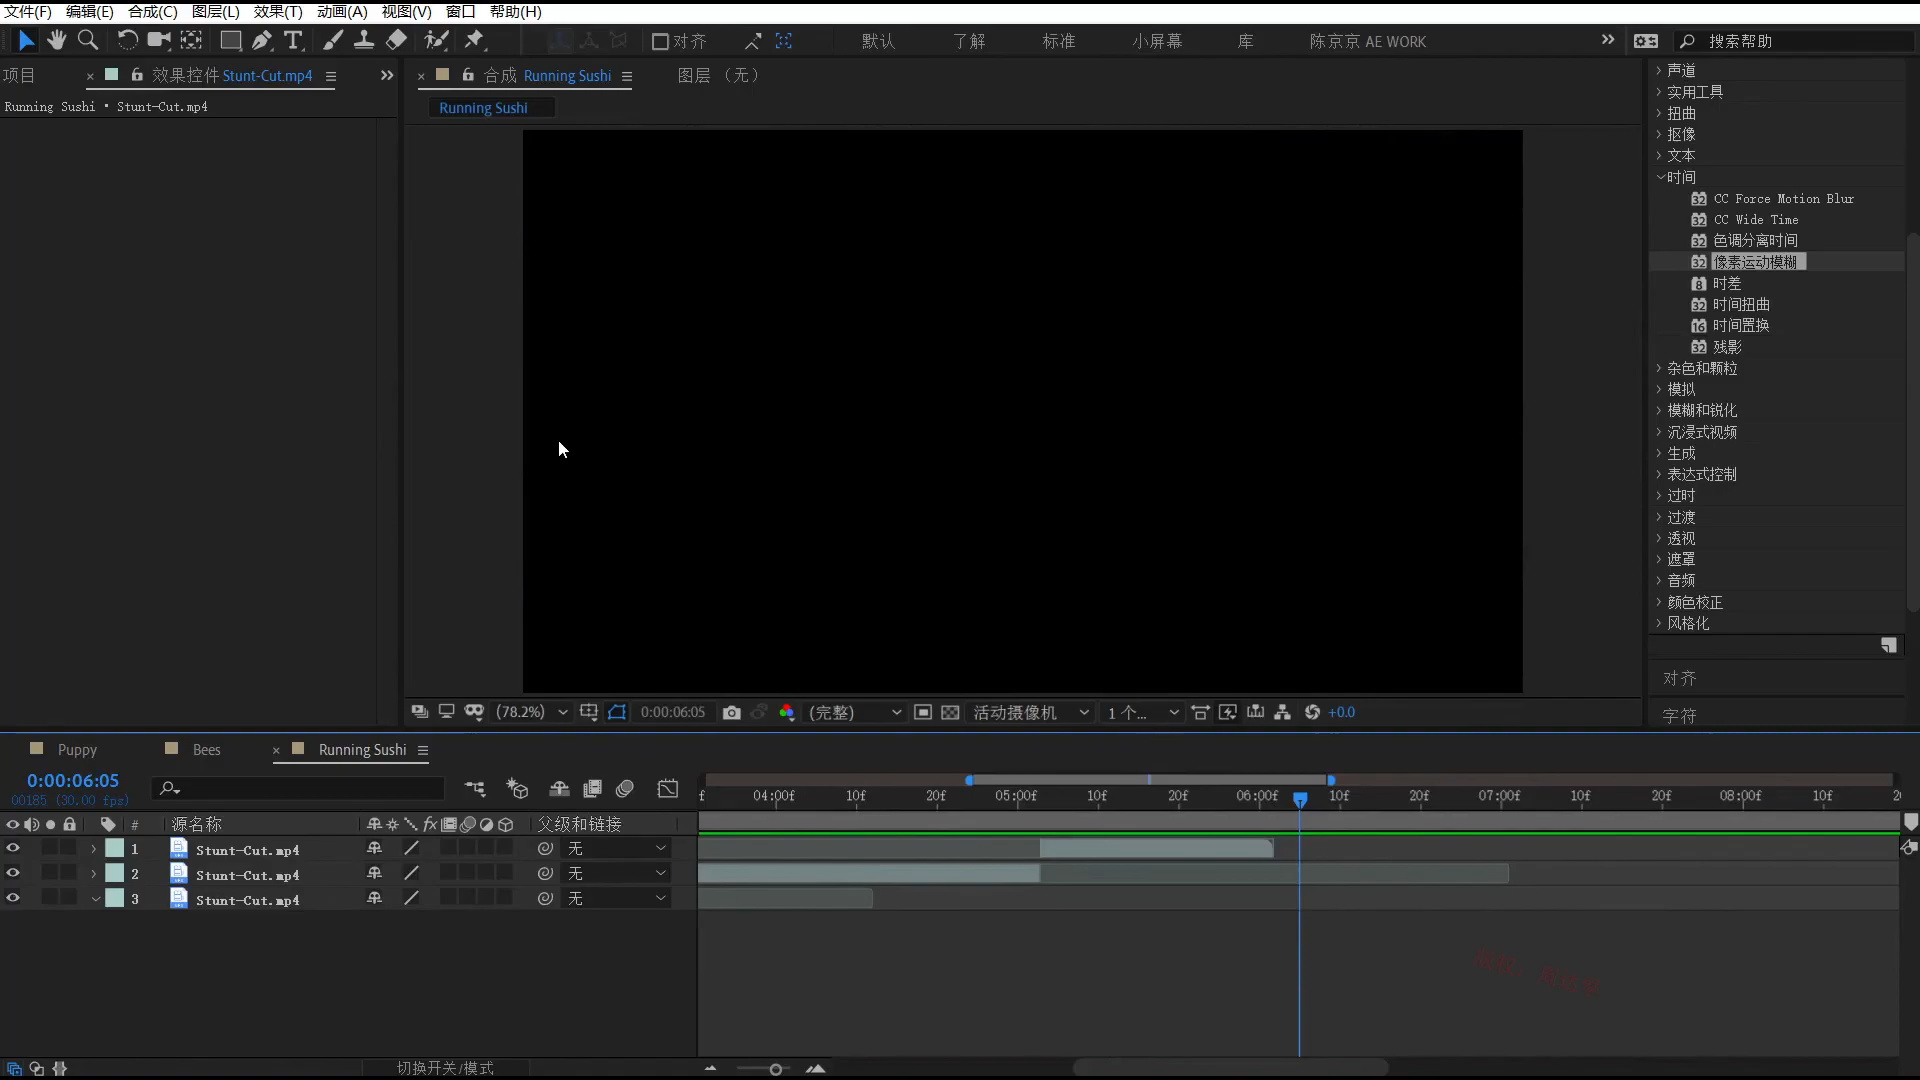 文件(F) 编辑(E) 合成(C) 图层(L) 效果(T) 动画(A) 视图(V) 窗口 帮助(H)
对齐 默认 了解 标准 小屏幕 库 陈京京 AE WORK 搜索帮助
项目 × 效果控件 Stunt-Cut.mp4 × 合成 Running Sushi 图层 (无)
Running Sushi • Stunt-Cut.mp4
Running Sushi
声道
实用工具
扭曲
抠像
文本
时间
32 CC Force Motion Blur
32 CC Wide Time
32 色调分离时间
32 像素运动模糊
8 时差
32 时间扭曲
16 时间置换
32 残影
杂色和颗粒
模拟
模糊和锐化
沉浸式视频
生成
表达式控制
过时
过渡
透视
遮罩
音频
颜色校正
风格化
对齐
字符
(78.2%) 0:00:06:05 (完整) 活动摄像机 1 个... +0.0
Puppy Bees × Running Sushi
0:00:06:05
00185 (30.00 fps)
f 04:00f 10f 20f 05:00f 10f 20f 06:00f 10f 20f 07:00f 10f 20f 08:00f 10f 2
# 源名称 fx 父级和链接
1 Stunt-Cut.mp4 无
2 Stunt-Cut.mp4 无
3 Stunt-Cut.mp4 无
切换开关/模式